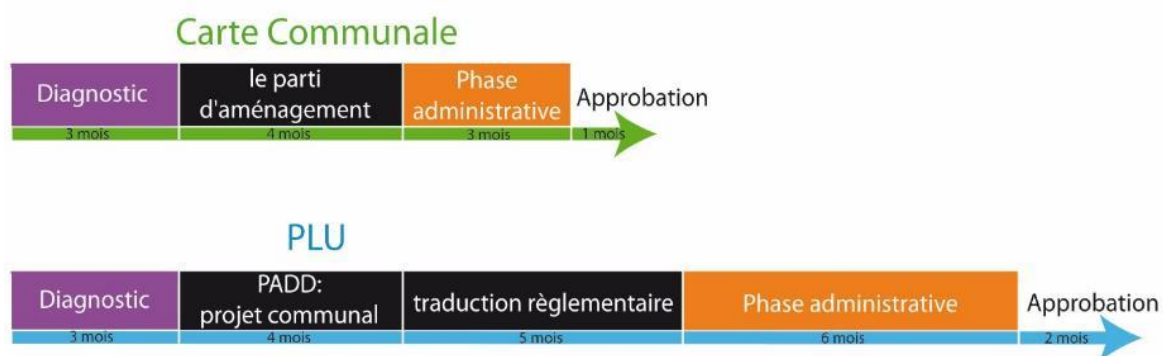 Carte Communale
Diagnostic
le parti
d'aménagement
Phase
administrative
Approbation
3 mois
4 mois
3 mois
1 mois
PLU
Diagnostic
PADD:
projet communal
traduction règlementaire
Phase administrative
Approbation
3 mois
4 mois
5 mois
6 mois
2 mois